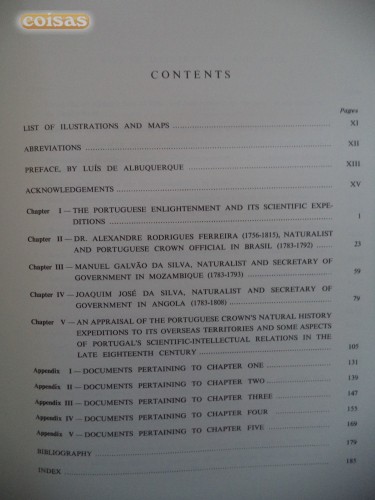 coisas
CONTENTS
Pages
LIST OF ILUSTRATIONS AND MAPS XI
ABREVIATIONS XII
PREFACE, BY LUÍS DE ALBUQUERQUE XIII
ACKNOWLEDGEMENTS XV
Chapter I — THE PORTUGUESE ENLIGHTENMENT AND ITS SCIENTIFIC EXPE-
DITIONS 1
Chapter II — DR. ALEXANDRE RODRIGUES FERREIRA (1756-1815), NATURALIST
AND PORTUGUESE CROWN OFFICIAL IN BRASIL (1783-1792) 23
Chapter III — MANUEL GALVÃO DA SILVA, NATURALIST AND SECRETARY OF
GOVERNMENT IN MOZAMBIQUE (1783-1793) 59
Chapter IV — JOAQUIM JOSÉ DA SILVA, NATURALIST AND SECRETARY OF
GOVERNMENT IN ANGOLA (1783-1808) 79
Chapter V — AN APPRAISAL OF THE PORTUGUESE CROWN'S NATURAL HISTORY
EXPEDITIONS TO ITS OVERSEAS TERRITORIES AND SOME ASPECTS
OF PORTUGAL'S SCIENTIFIC-INTELLECTUAL RELATIONS IN THE
LATE EIGHTEENTH CENTURY 105
Appendix I — DOCUMENTS PERTAINING TO CHAPTER ONE 131
Appendix II — DOCUMENTS PERTAINING TO CHAPTER TWO 139
Appendix III — DOCUMENTS PERTAINING TO CHAPTER THREE 147
Appendix IV — DOCUMENTS PERTAINING TO CHAPTER FOUR 155
Appendix V — DOCUMENTS PERTAINING TO CHAPTER FIVE 169
BIBLIOGRAPHY 179
INDEX 185